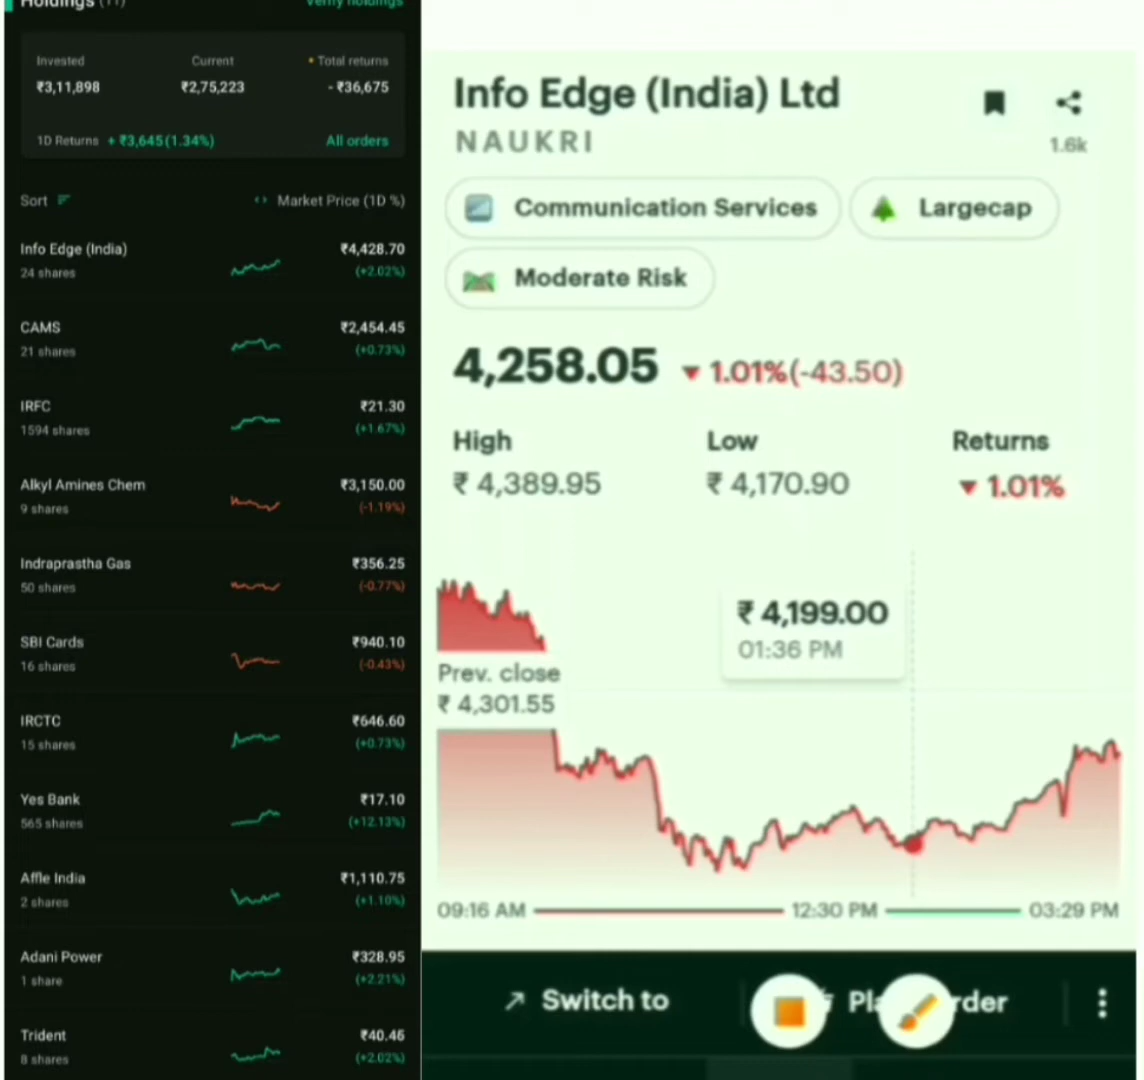 Holdings (11) Verify holdings
Invested Current Total returns
₹3,11,898 ₹2,75,223 - ₹36,675
1D Returns + ₹3,645(1.34%) All orders
Sort Market Price (1D %)
Info Edge (India) ₹4,428.70
24 shares (+2.02%)
CAMS ₹2,454.45
21 shares (+0.73%)
IRFC ₹21.30
1594 shares (+1.67%)
Alkyl Amines Chem ₹3,150.00
9 shares (-1.19%)
Indraprastha Gas ₹356.25
50 shares (-0.77%)
SBI Cards ₹940.10
16 shares (-0.43%)
IRCTC ₹646.60
15 shares (+0.73%)
Yes Bank ₹17.10
565 shares (+12.13%)
Affle India ₹1,110.75
2 shares (+1.10%)
Adani Power ₹328.95
1 share (+2.21%)
Trident ₹40.46
8 shares (+2.02%)
Info Edge (India) Ltd
NAUKRI
1.6k
Communication Services Largecap
Moderate Risk
4,258.05 ▼ 1.01%(-43.50)
High Low Returns
₹ 4,389.95 ₹ 4,170.90 ▼ 1.01%
₹ 4,199.00
01:36 PM
Prev. close
₹ 4,301.55
09:16 AM 12:30 PM 03:29 PM
Switch to